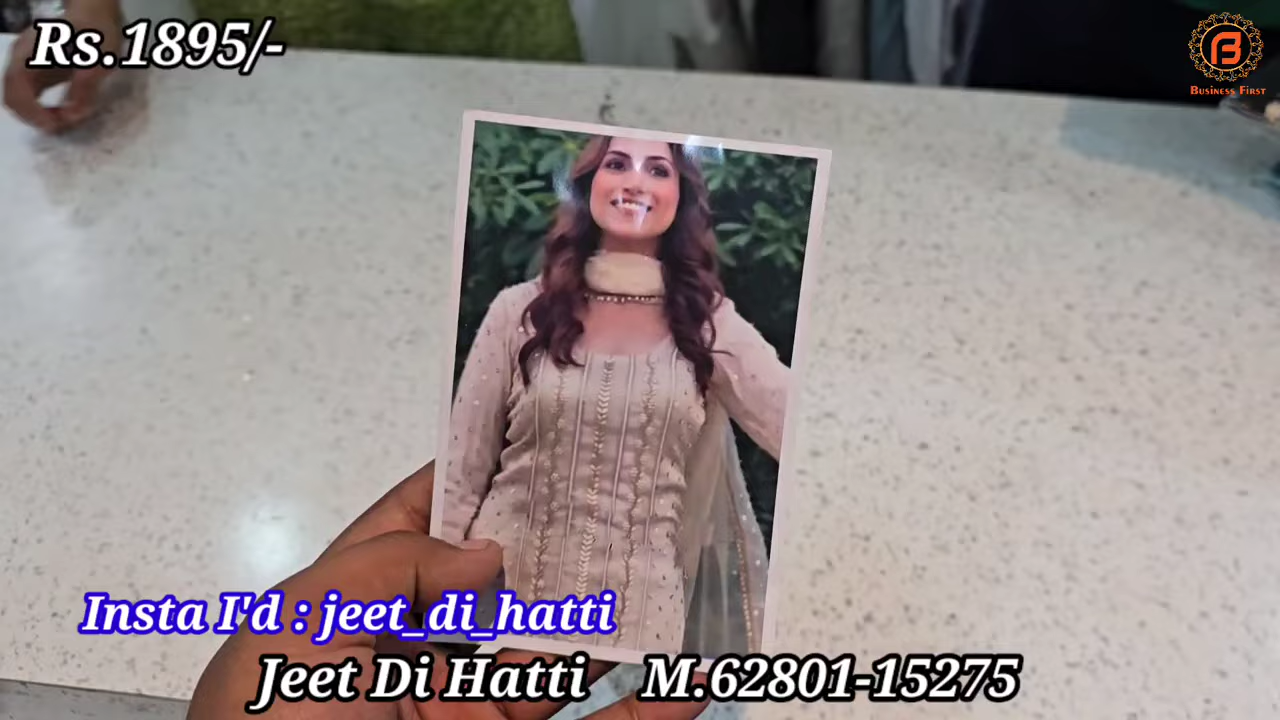 Rs.1895/-
Business First
Insta I'd : jeet_di_hatti
Jeet Di Hatti M.62801-15275